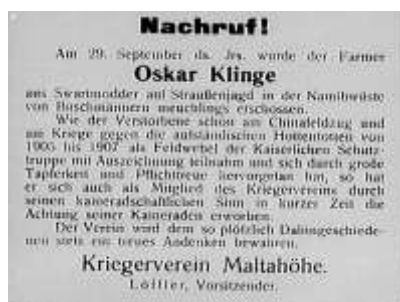 Nachruf!
Am 29. September ds. Jrs. wurde der Farmer
Oskar Klinge
aus Swartmodder auf Straußenjagd in der Namibwüste
von Buschmännern meuchlings erschossen.
Wie der Verstorbene schon am Chinafeldzug und
am Kriege gegen die aufständischen Hottentotten von
1905 bis 1907 als Feldwebel der Kaiserlichen Schutz-
truppe mit Auszeichnung teilnahm und sich durch große
Tapferkeit und Pflichttreue hervorgetan hat, so hat
er sich auch als Mitglied des Kriegervereins durch
seinen kameradschaftlichen Sinn in kurzer Zeit die
Achtung seiner Kameraden erworben.
Der Verein wird dem so plötzlich Dahingeschiede-
nen stets ein treues Andenken bewahren.
Kriegerverein Maltahöhe.
Löffler, Vorsitzender.